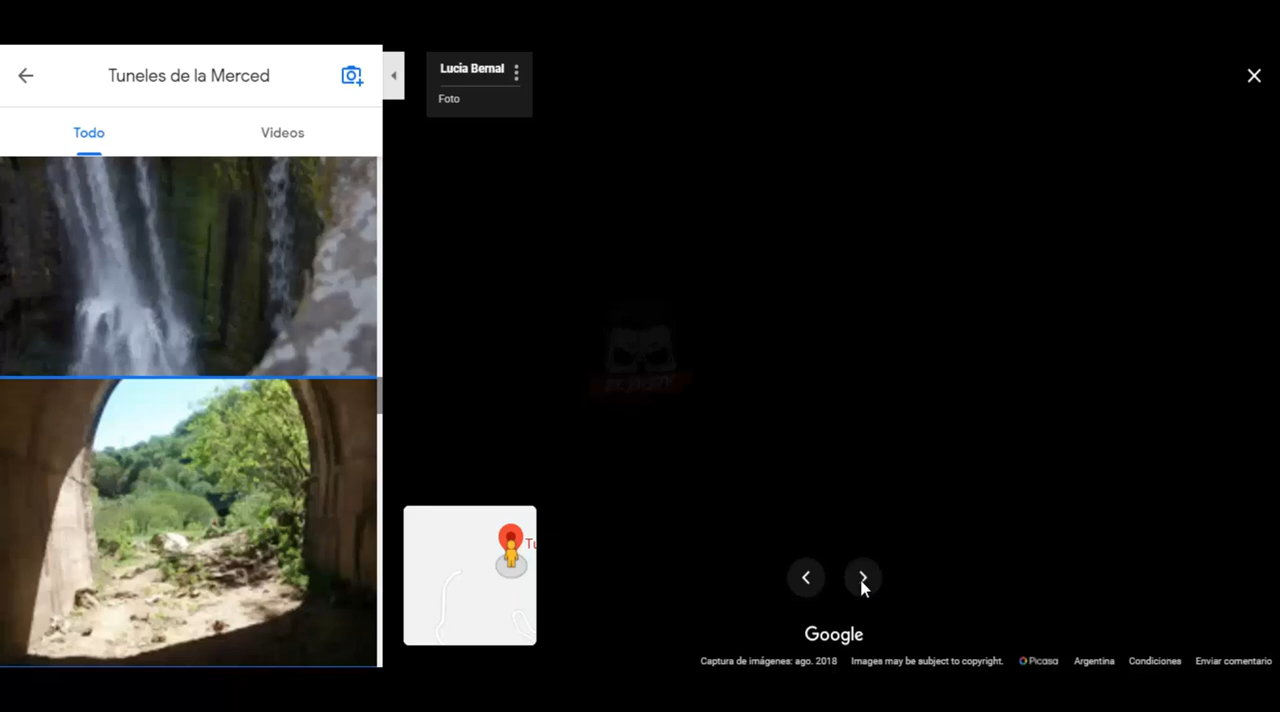 Tuneles de la Merced
Todo
Videos
Lucia Bernal
Foto
Google
Captura de imágenes: ago. 2018
Images may be subject to copyright.
Picasa
Argentina
Condiciones
Enviar comentario